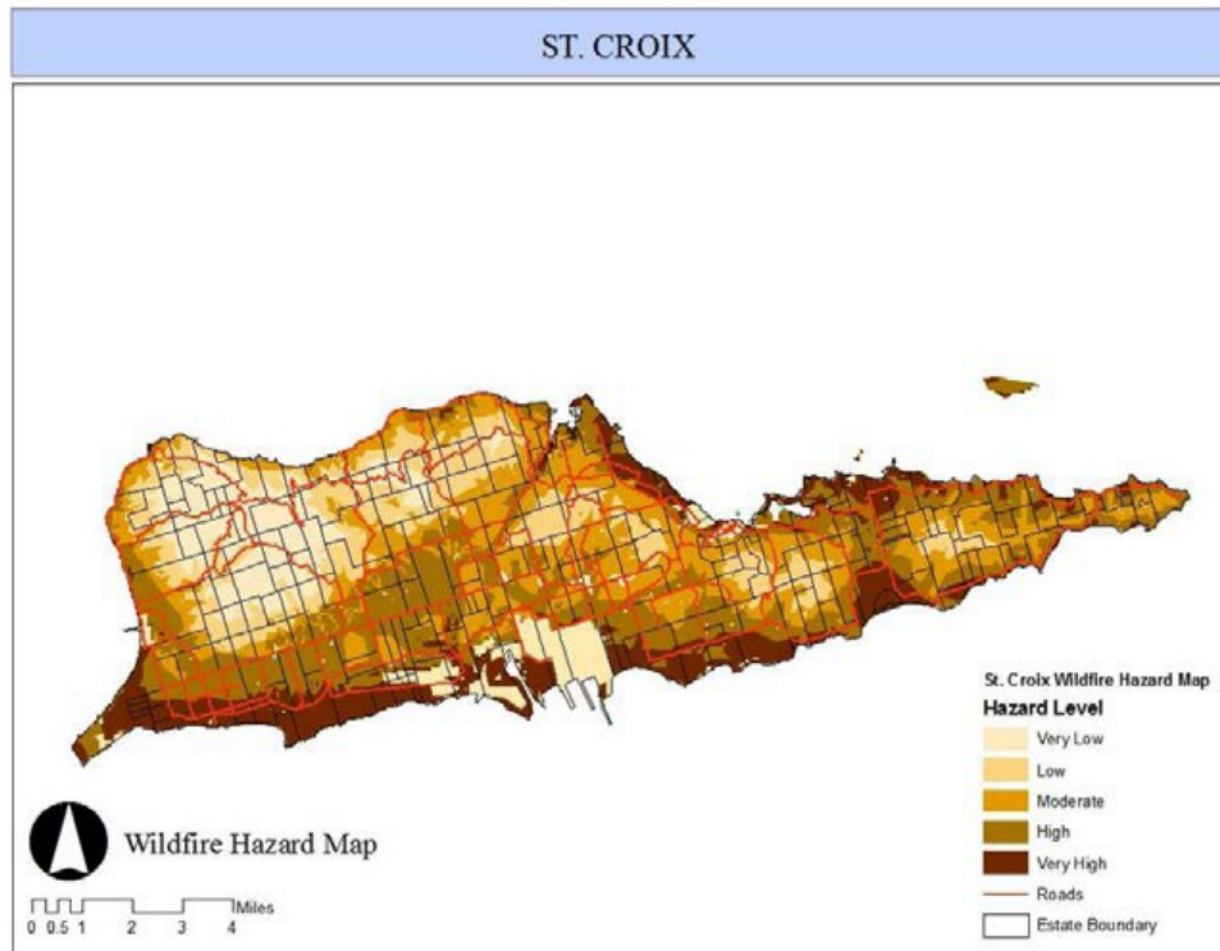 ST. CROIX
St. Croix Wildfire Hazard Map
Hazard Level
Very Low
Low
Moderate
High
Very High
Roads
Estate Boundary
Wildfire Hazard Map
Miles
0 0.5 1 2 3 4